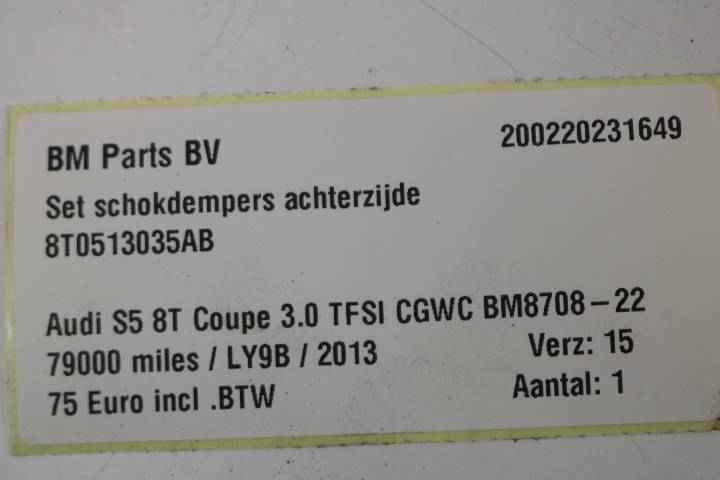 BM Parts BV 200220231649
Set schokdempers achterzijde
8T0513035AB
Audi S5 8T Coupe 3.0 TFSI CGWC BM8708-22
79000 miles / LY9B / 2013 Verz: 15
75 Euro incl .BTW Aantal: 1